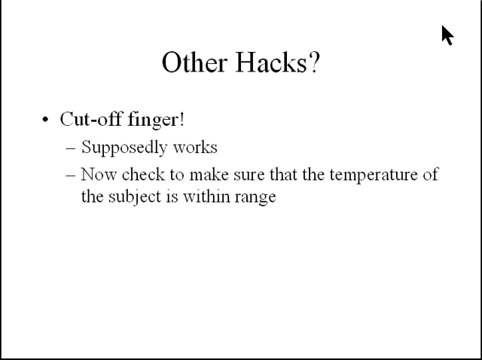 Other Hacks?
• Cut-off finger!
– Supposedly works
– Now check to make sure that the temperature of
the subject is within range